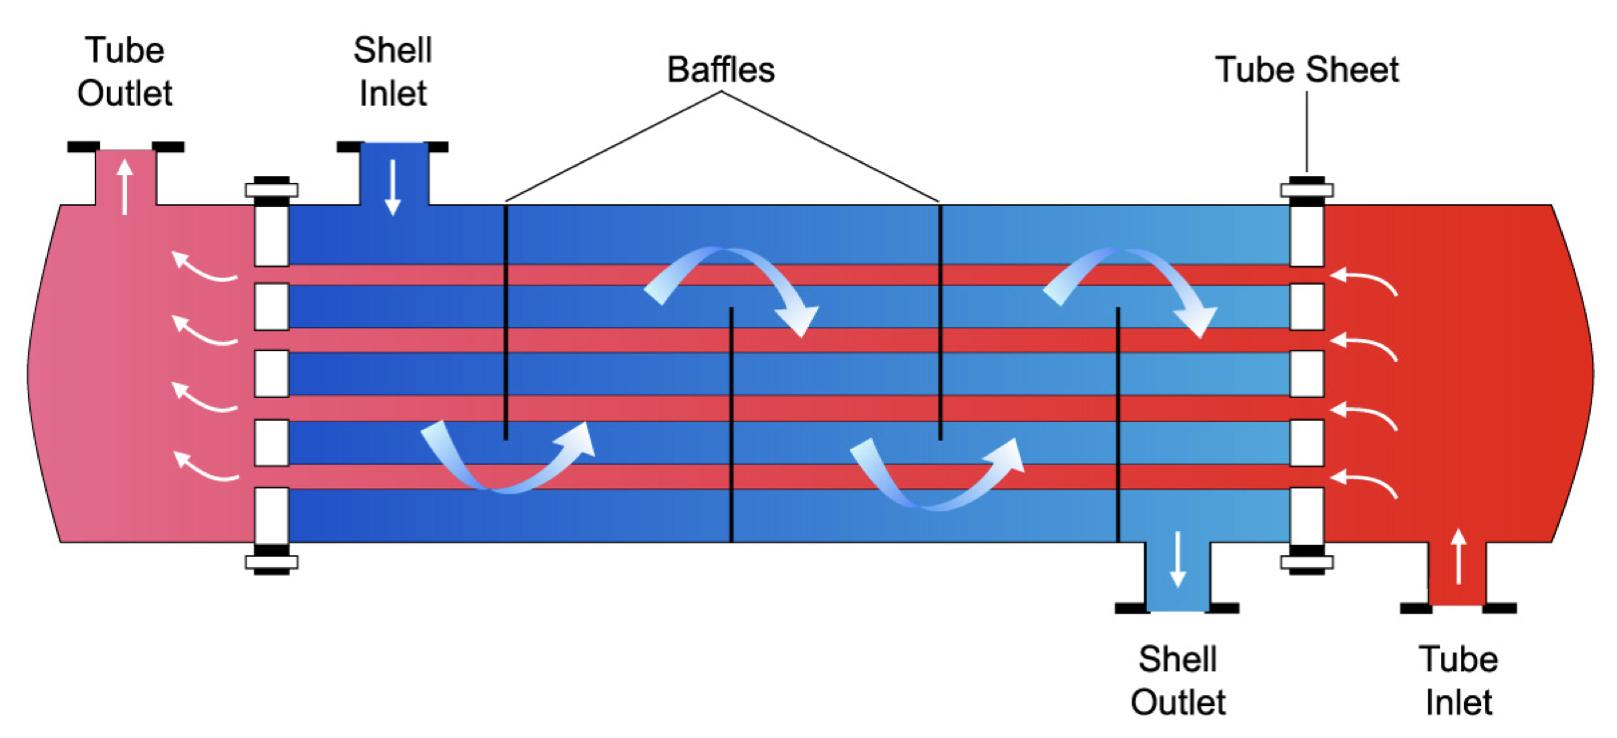 Tube
Outlet
Shell
Inlet
Baffles
Tube Sheet
Shell
Outlet
Tube
Inlet